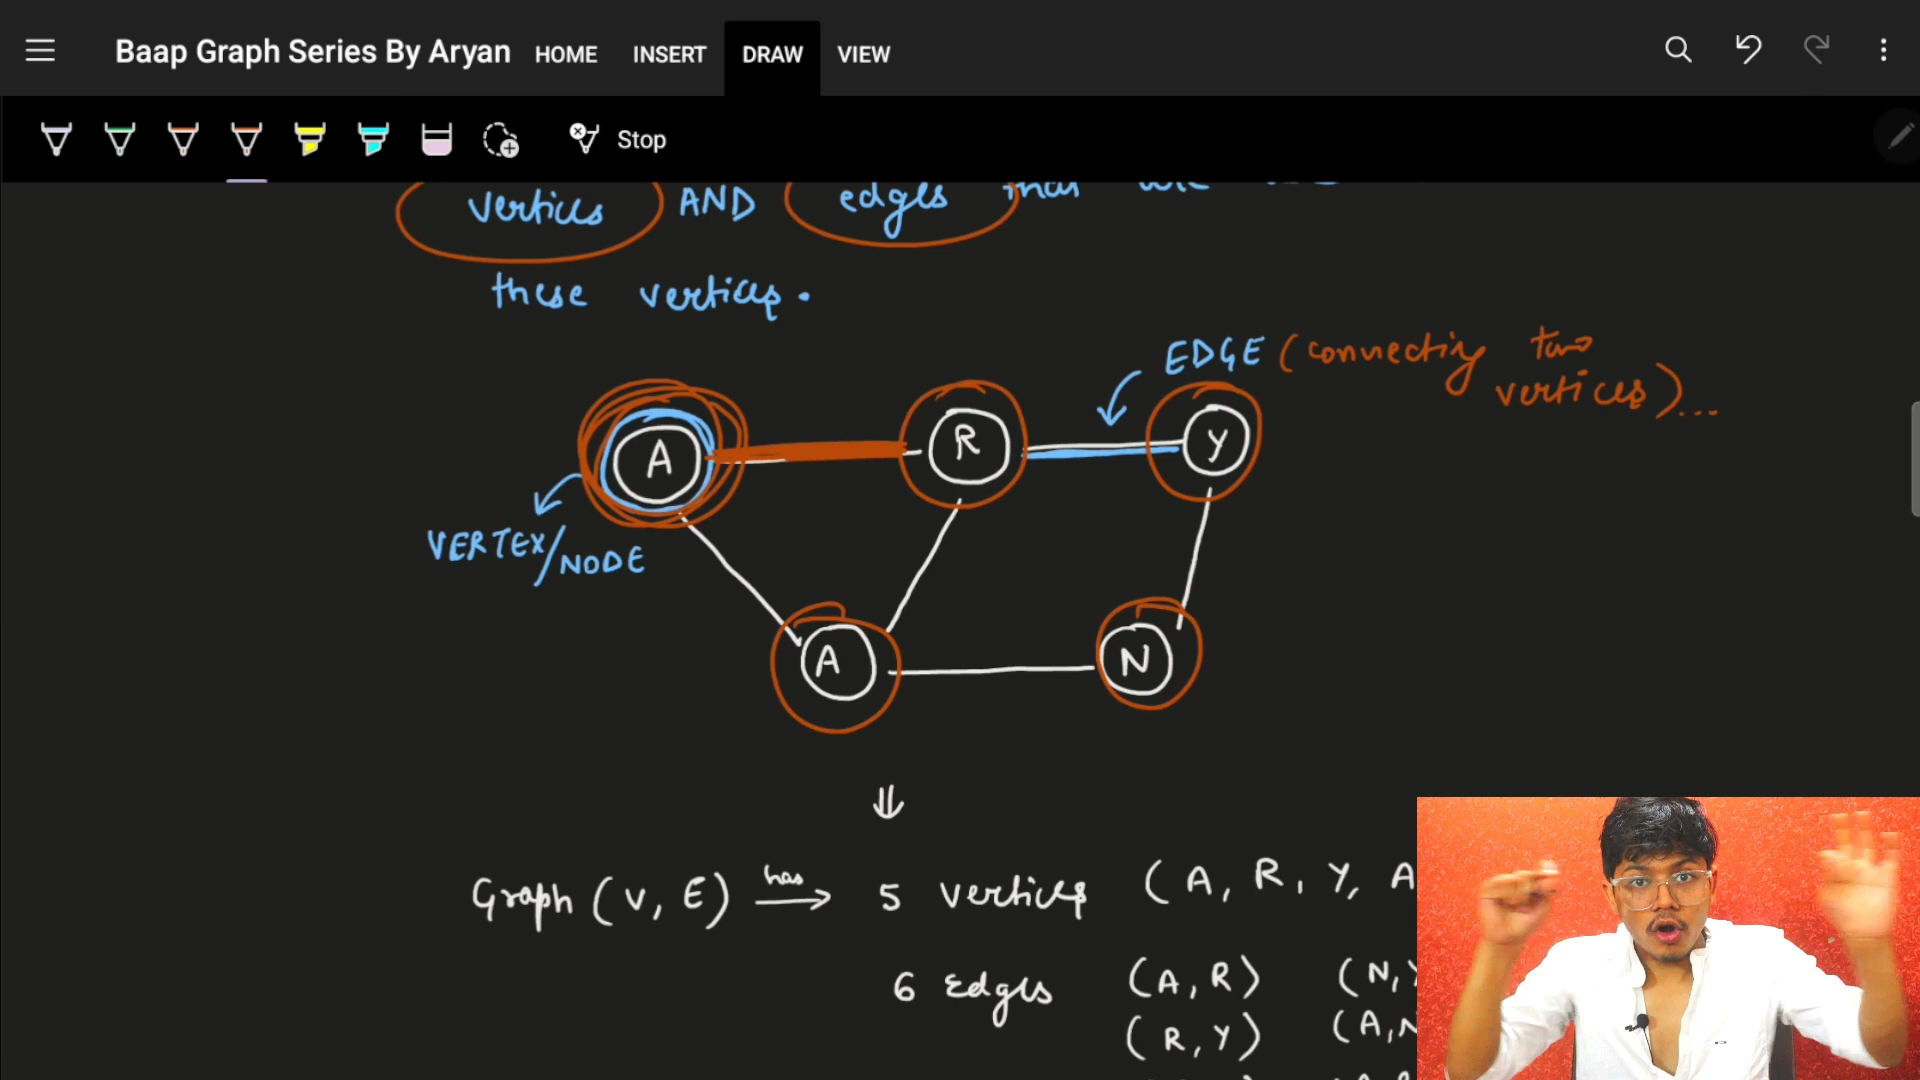 Baap Graph Series By Aryan HOME INSERT DRAW VIEW
Stop
vertices AND edges that
these vertices.
EDGE (connecting two
vertices)...
A R Y
VERTEX/NODE
A N
Graph (V, E) has → 5 vertices (A, R, Y, A
6 Edges (A, R) (N, Y
(R, Y) (A, N